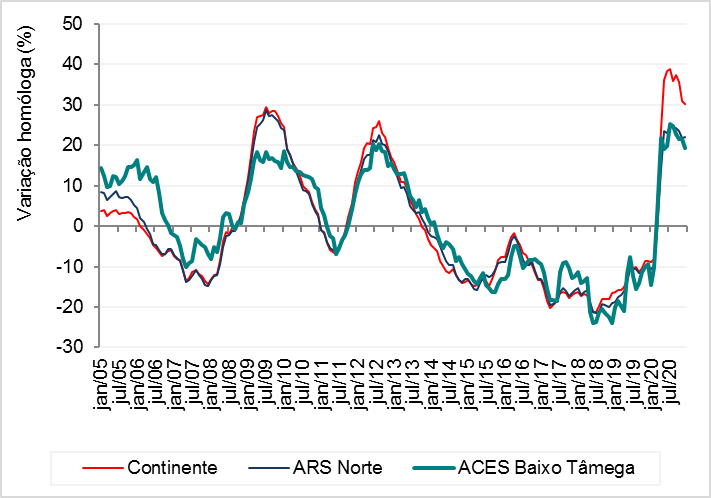 Variação homóloga (%)
50
40
30
20
10
0
-10
-20
-30
jan/05
jul/05
jan/06
jul/06
jan/07
jul/07
jan/08
jul/08
jan/09
jul/09
jan/10
jul/10
jan/11
jul/11
jan/12
jul/12
jan/13
jul/13
jan/14
jul/14
jan/15
jul/15
jan/16
jul/16
jan/17
jul/17
jan/18
jul/18
jan/19
jul/19
jan/20
jul/20
Continente ARS Norte ACES Baixo Tâmega